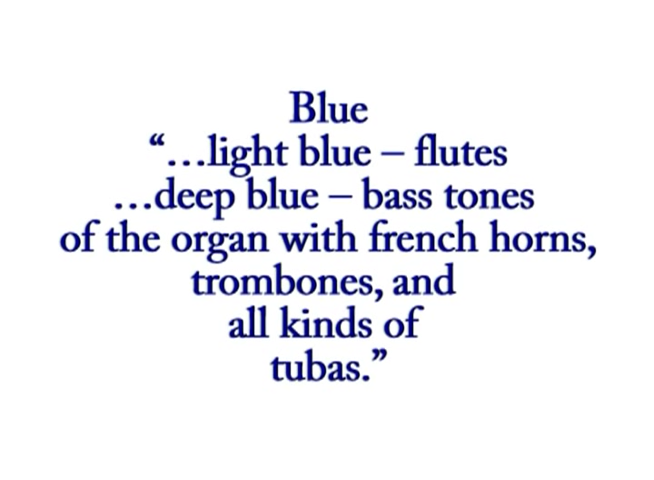 Blue
“...light blue – flutes
...deep blue – bass tones
of the organ with french horns,
trombones, and
all kinds of
tubas.”